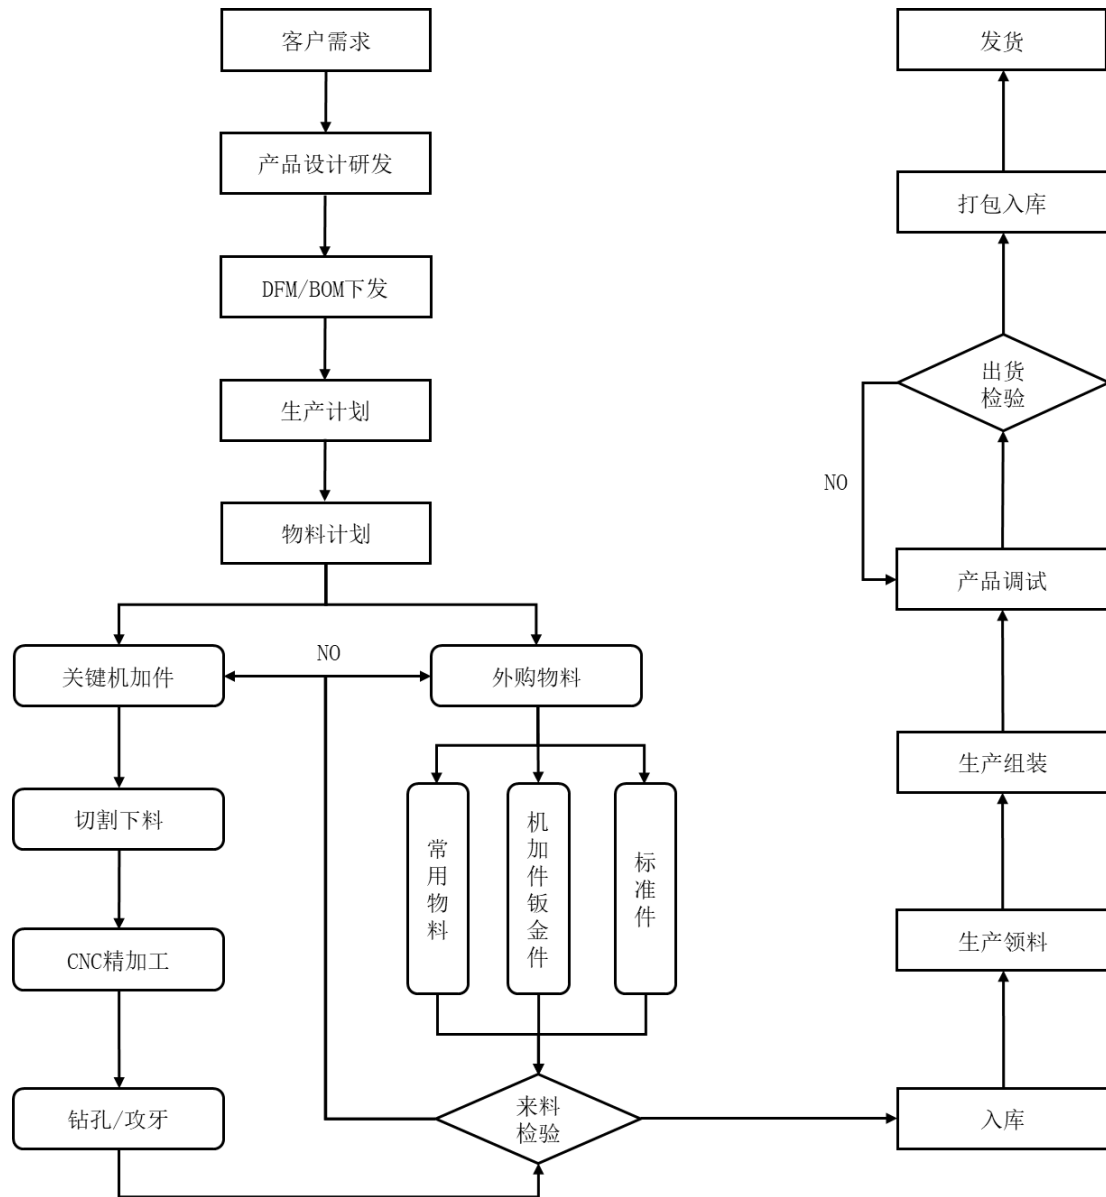 客户需求
产品设计研发
DFM/BOM下发
生产计划
物料计划
关键机加件
NO
外购物料
切割下料
CNC精加工
钻孔/攻牙
常用物料
机加件钣金件
标准件
来料
检验
发货
打包入库
出货
检验
NO
产品调试
生产组装
生产领料
入库